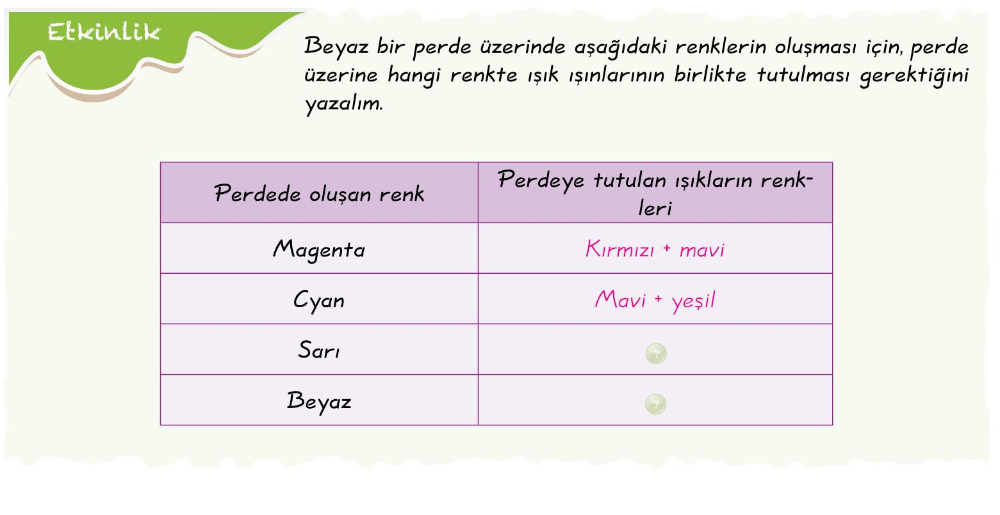 Etkinlik
Beyaz bir perde üzerinde aşağıdaki renklerin oluşması için, perde
üzerine hangi renkte ışık ışınlarının birlikte tutulması gerektiğini
yazalım.
Perdede oluşan renk
Perdeye tutulan ışıkların renk-
leri
Magenta
Kırmızı + mavi
Cyan
Mavi + yeşil
Sarı
?
Beyaz
?